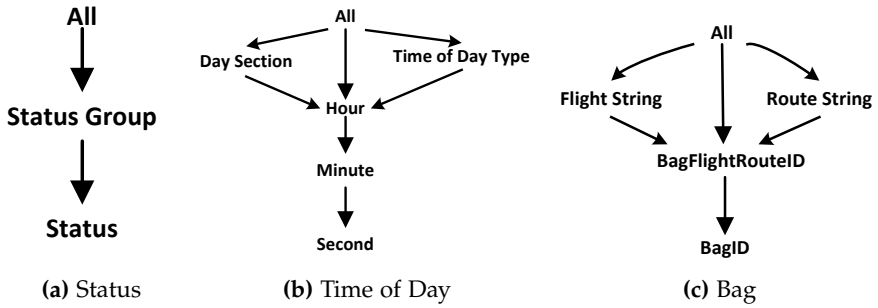 All
Status Group
Status
(a) Status
All
Day Section
Time of Day Type
Hour
Minute
Second
(b) Time of Day
All
Flight String
Route String
BagFlightRouteID
BagID
(c) Bag